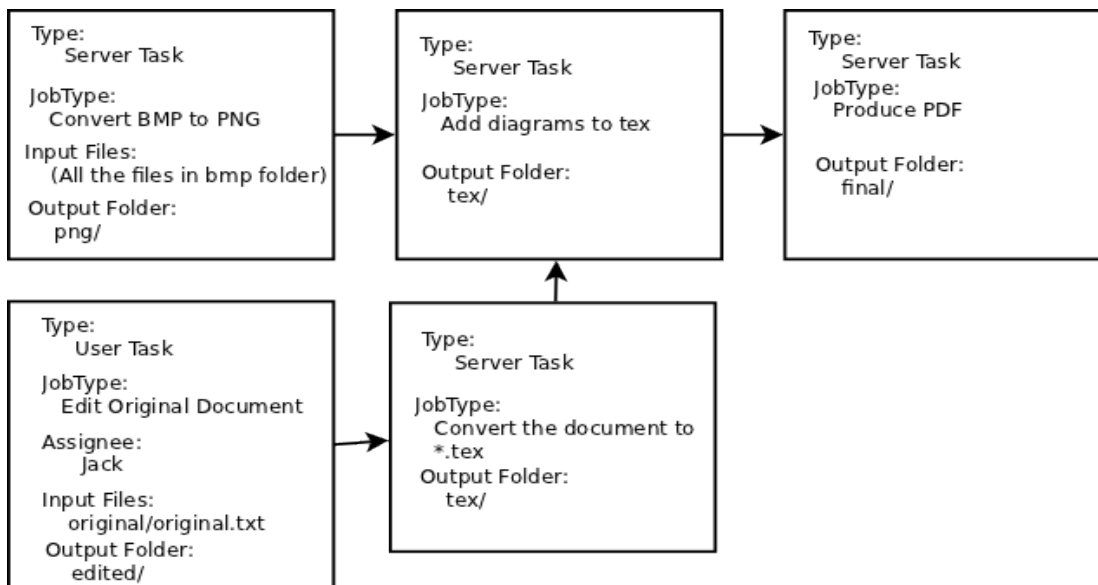 Type:
Server Task
JobType:
Convert BMP to PNG
Input Files:
(All the files in bmp folder)
Output Folder:
png/
Type:
Server Task
JobType:
Add diagrams to tex
Output Folder:
tex/
Type:
Server Task
JobType:
Produce PDF
Output Folder:
final/
Type:
User Task
JobType:
Edit Original Document
Assignee:
Jack
Input Files:
original/original.txt
Output Folder:
edited/
Type:
Server Task
JobType:
Convert the document to
*.tex
Output Folder:
tex/